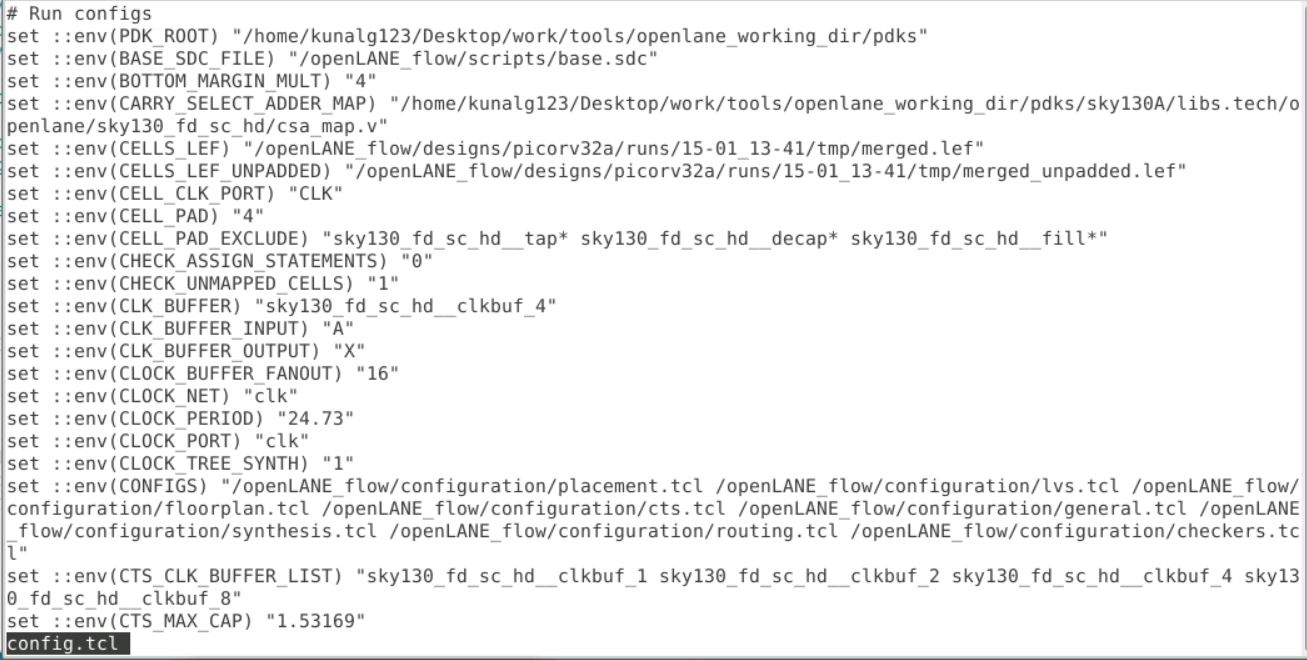 # Run configs
set ::env(PDK_ROOT) "/home/kunalg123/Desktop/work/tools/openlane_working_dir/pdks"
set ::env(BASE_SDC_FILE) "/openLANE_flow/scripts/base.sdc"
set ::env(BOTTOM_MARGIN_MULT) "4"
set ::env(CARRY_SELECT_ADDER_MAP) "/home/kunalg123/Desktop/work/tools/openlane_working_dir/pdks/sky130A/libs.tech/o
penlane/sky130_fd_sc_hd/csa_map.v"
set ::env(CELLS_LEF) "/openLANE_flow/designs/picorv32a/runs/15-01_13-41/tmp/merged.lef"
set ::env(CELLS_LEF_UNPADDED) "/openLANE_flow/designs/picorv32a/runs/15-01_13-41/tmp/merged_unpadded.lef"
set ::env(CELL_CLK_PORT) "CLK"
set ::env(CELL_PAD) "4"
set ::env(CELL_PAD_EXCLUDE) "sky130_fd_sc_hd__tap* sky130_fd_sc_hd__decap* sky130_fd_sc_hd__fill*"
set ::env(CHECK_ASSIGN_STATEMENTS) "0"
set ::env(CHECK_UNMAPPED_CELLS) "1"
set ::env(CLK_BUFFER) "sky130_fd_sc_hd__clkbuf_4"
set ::env(CLK_BUFFER_INPUT) "A"
set ::env(CLK_BUFFER_OUTPUT) "X"
set ::env(CLOCK_BUFFER_FANOUT) "16"
set ::env(CLOCK_NET) "clk"
set ::env(CLOCK_PERIOD) "24.73"
set ::env(CLOCK_PORT) "clk"
set ::env(CLOCK_TREE_SYNTH) "1"
set ::env(CONFIGS) "/openLANE_flow/configuration/placement.tcl /openLANE_flow/configuration/lvs.tcl /openLANE_flow/
configuration/floorplan.tcl /openLANE_flow/configuration/cts.tcl /openLANE_flow/configuration/general.tcl /openLANE
_flow/configuration/synthesis.tcl /openLANE_flow/configuration/routing.tcl /openLANE_flow/configuration/checkers.tc
l"
set ::env(CTS_CLK_BUFFER_LIST) "sky130_fd_sc_hd__clkbuf_1 sky130_fd_sc_hd__clkbuf_2 sky130_fd_sc_hd__clkbuf_4 sky13
0_fd_sc_hd__clkbuf_8"
set ::env(CTS_MAX_CAP) "1.53169"
config.tcl